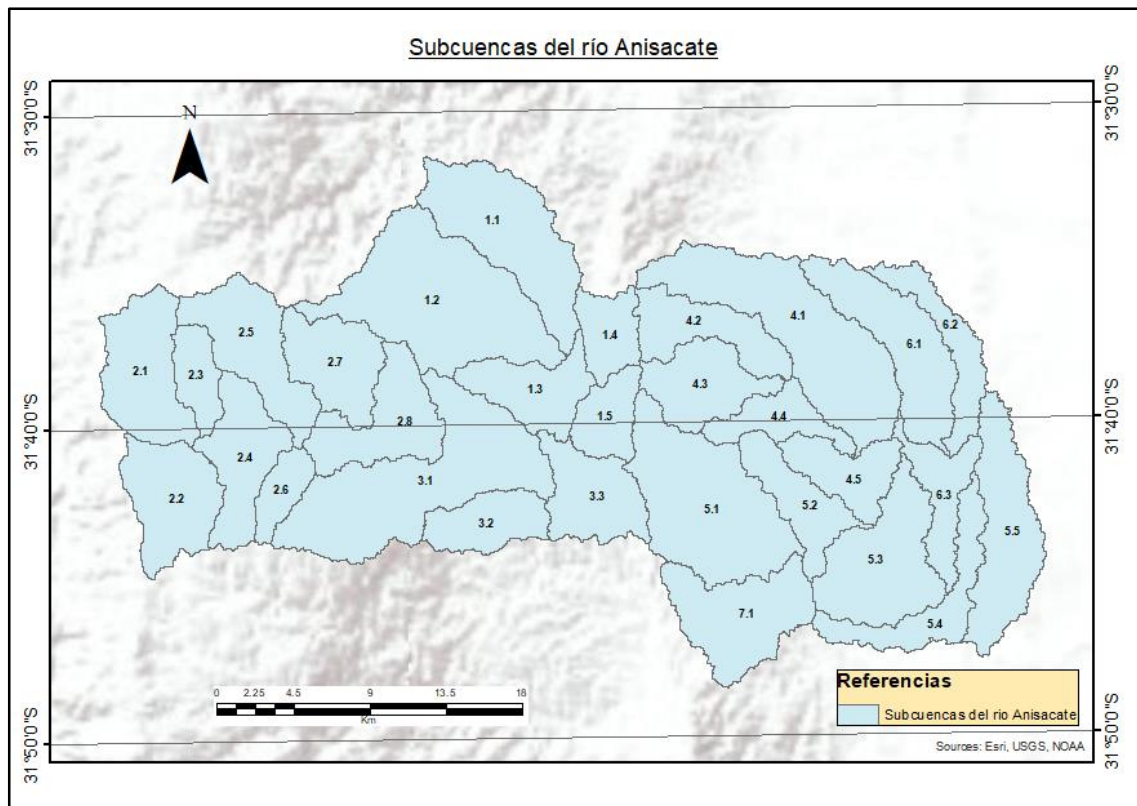 Subcuencas del río Anisacate
31°30'0"S
31°30'0"S
N
1.1
1.2
6.2
4.1
4.2
1.4
2.5
6.1
2.7
2.1
2.3
4.3
1.3
1.5
4.4
2.8
31°40'0"S
31°40'0"S
2.4
3.1
4.5
2.6
2.2
6.3
3.3
5.2
5.1
5.5
3.2
5.3
7.1
5.4
Referencias
Subcuencas del río Anisacate
0 2.25 4.5 9 13.5 18
Km
Sources: Esri, USGS, NOAA
31°50'0"S
31°50'0"S